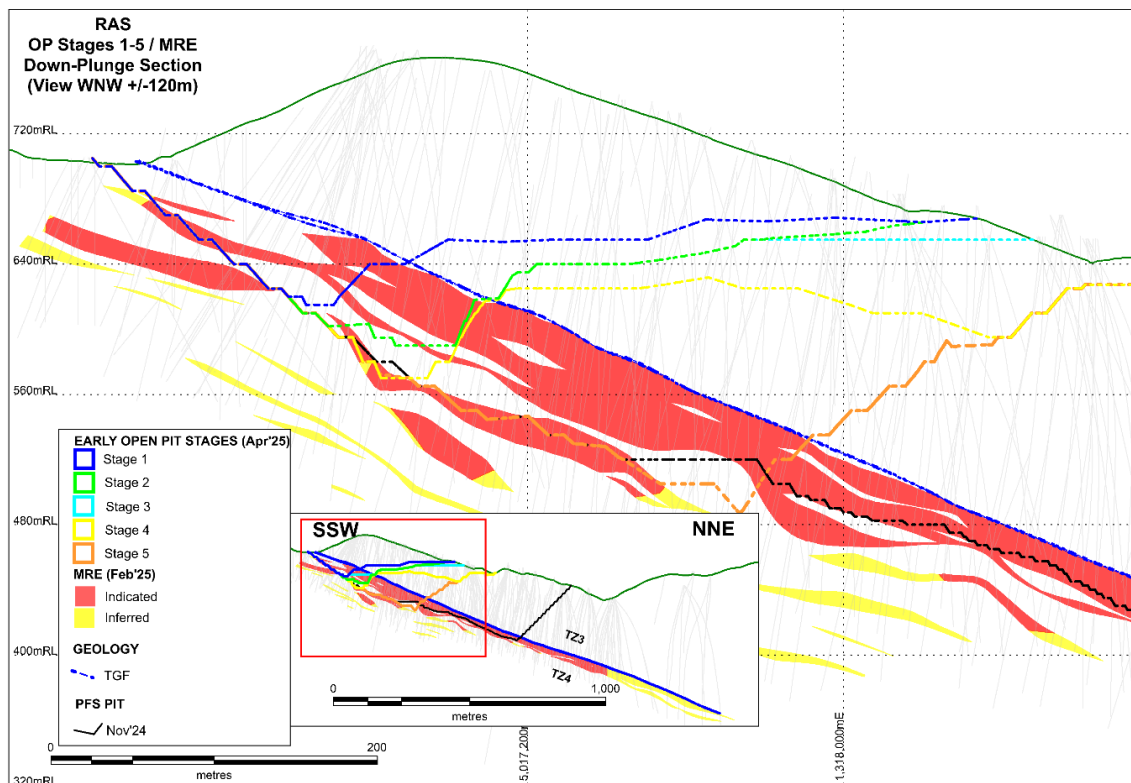 RAS
OP Stages 1-5 / MRE
Down-Plunge Section
(View WNW +/-120m)
720mRL
640mRL
560mRL
480mRL
400mRL
320mRL
EARLY OPEN PIT STAGES (Apr'25)
Stage 1
Stage 2
Stage 3
Stage 4
Stage 5
MRE (Feb'25)
Indicated
Inferred
GEOLOGY
TGF
PFS PIT
Nov'24
0 200
metres
SSW NNE
TZ3
TZ4
0 1,000
metres
5,017,200
1,318,000mE